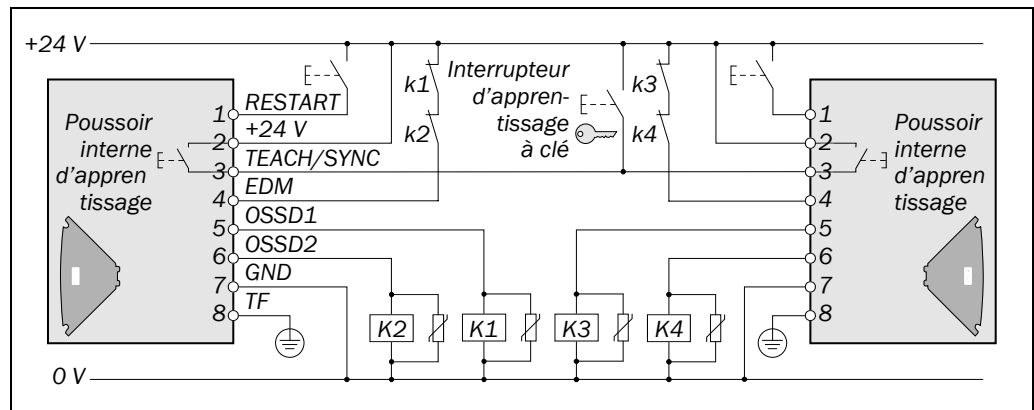 +24 V
Poussoir
interne
d'appren
tissage
1 RESTART
2 +24 V
3 TEACH/SYNC
4 EDM
5 OSSD1
6 OSSD2
7 GND
8 TF
k1
k2
Interrupteur
d'appren-
tissage
à clé
k3
k4
K2
K1
K3
K4
1
2
3
4
5
6
7
8
Poussoir
interne
d'appren
tissage
0 V